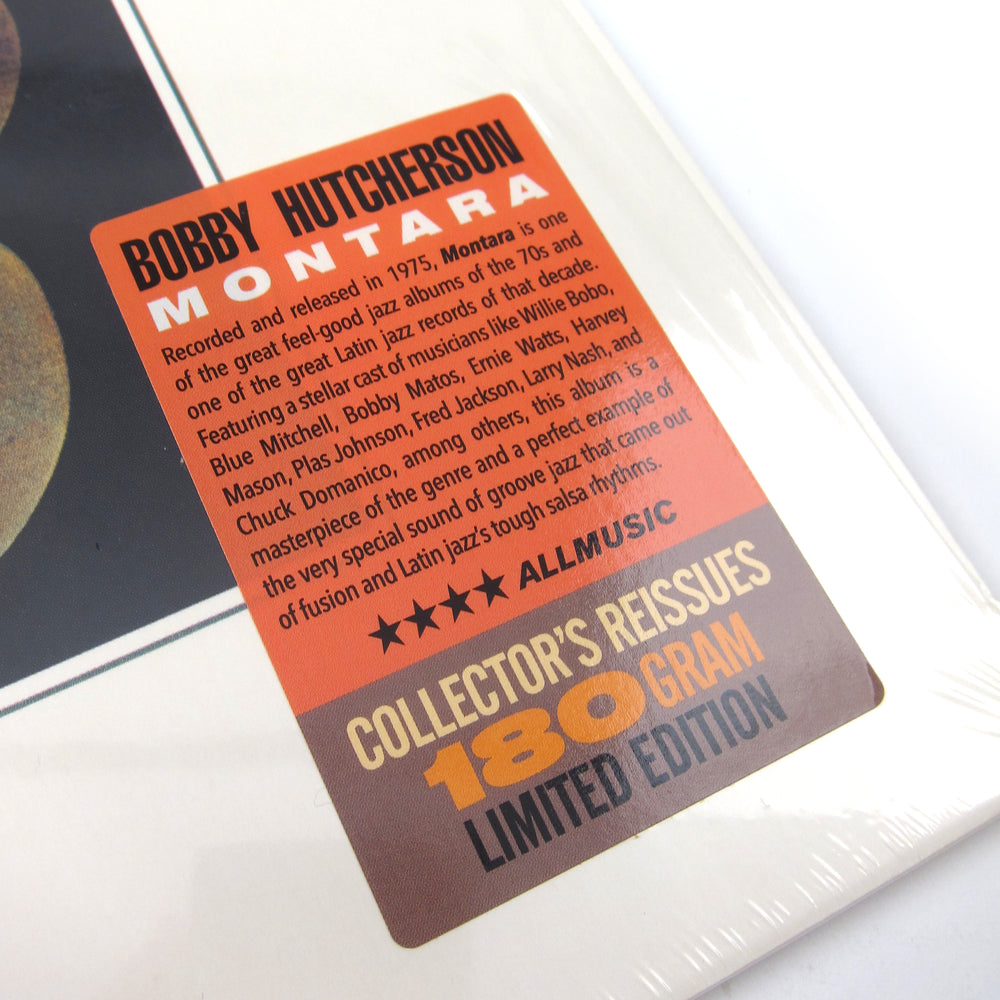 BOBBY HUTCHERSON
MONTARA
Recorded and released in 1975, Montara is one
of the great feel-good jazz albums of the 70s and
one of the great Latin jazz records of that decade.
Featuring a stellar cast of musicians like Willie Bobo,
Blue Mitchell, Bobby Matos, Ernie Watts, Harvey
Mason, Plas Johnson, Fred Jackson, Larry Nash, and
Chuck Domanico, among others, this album is a
masterpiece of the genre and a perfect example of
the very special sound of groove jazz that came out
of fusion and Latin jazz's tough salsa rhythms.
★★★★ ALLMUSIC
COLLECTOR'S REISSUES
180 GRAM
LIMITED EDITION